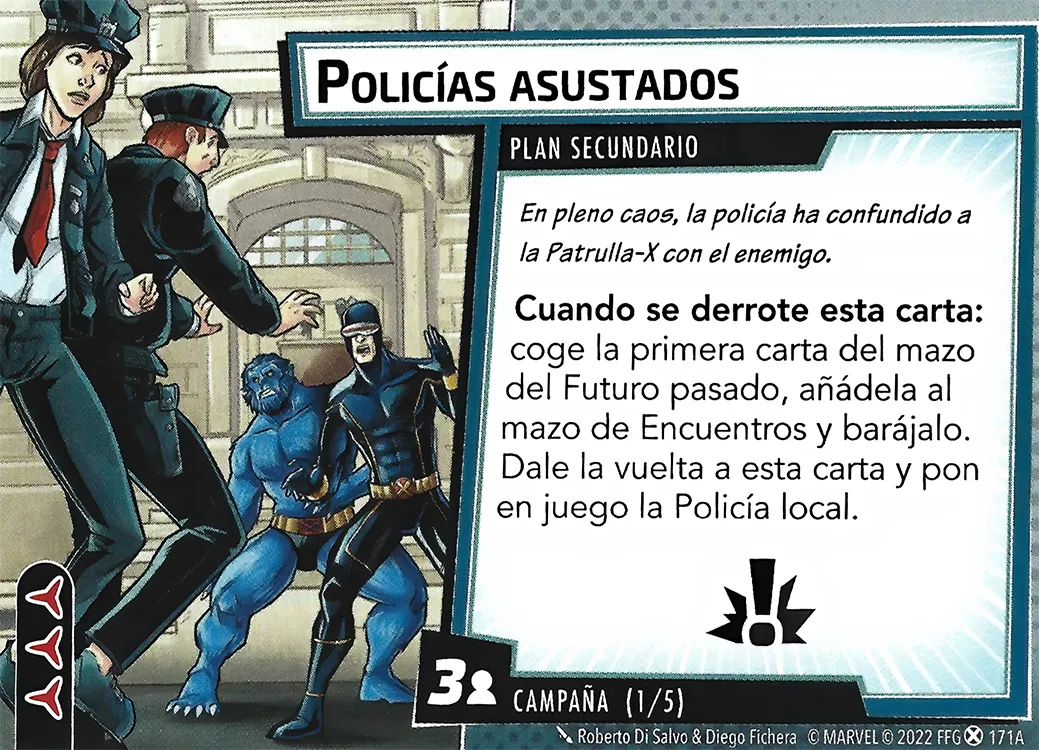 POLICÍAS ASUSTADOS
PLAN SECUNDARIO
En pleno caos, la policía ha confundido a
la Patrulla-X con el enemigo.
Cuando se derrote esta carta:
coge la primera carta del mazo
del Futuro pasado, añádela al
mazo de Encuentros y barájalo.
Dale la vuelta a esta carta y pon
en juego la Policía local.
3
CAMPAÑA (1/5)
Roberto Di Salvo & Diego Fichera © MARVEL © 2022 FFG 171A